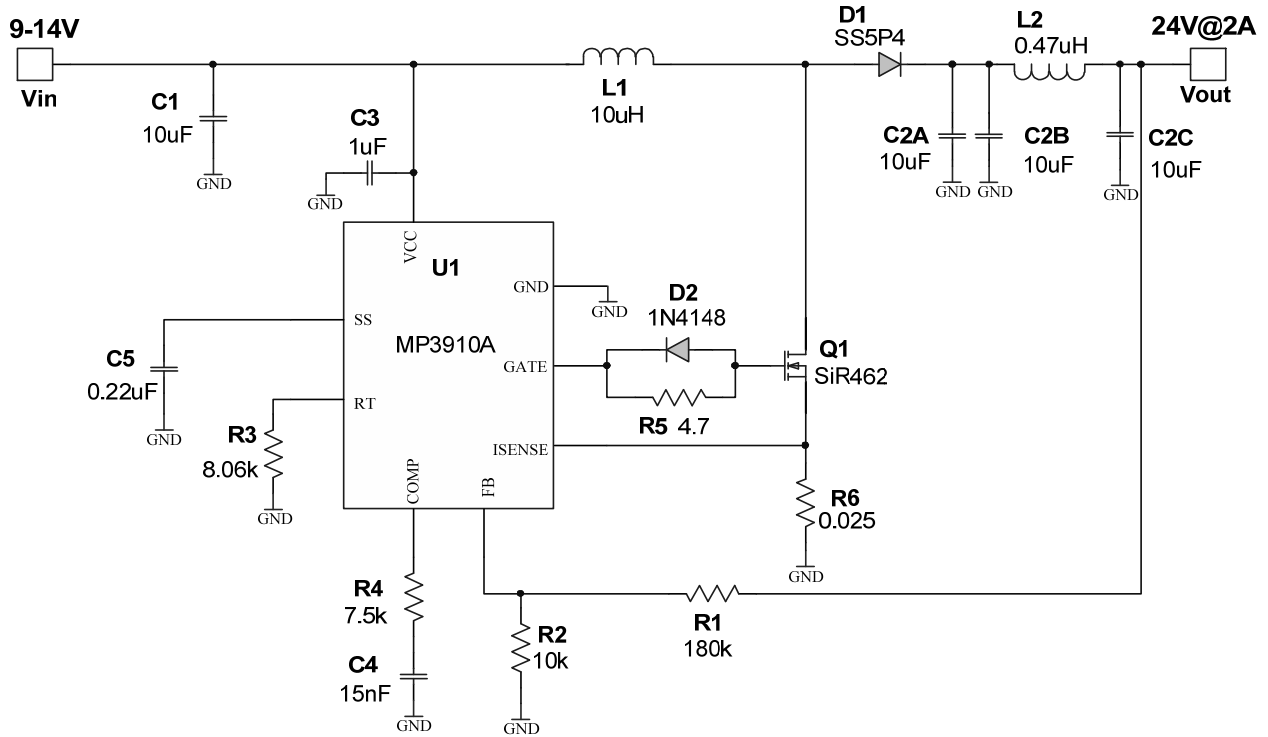 9-14V
Vin
C1
10uF
GND
C3
1uF
GND
L1
10uH
D1
SS5P4
L2
0.47uH
24V@2A
Vout
C2A
10uF
GND
GND
C2B
10uF
C2C
10uF
GND
VCC
U1
MP3910A
GND
GND
SS
GATE
RT
ISENSE
COMP
FB
C5
0.22uF
GND
R3
8.06k
GND
D2
1N4148
R5 4.7
Q1
SiR462
R6
0.025
GND
R4
7.5k
C4
15nF
GND
R2
10k
GND
R1
180k